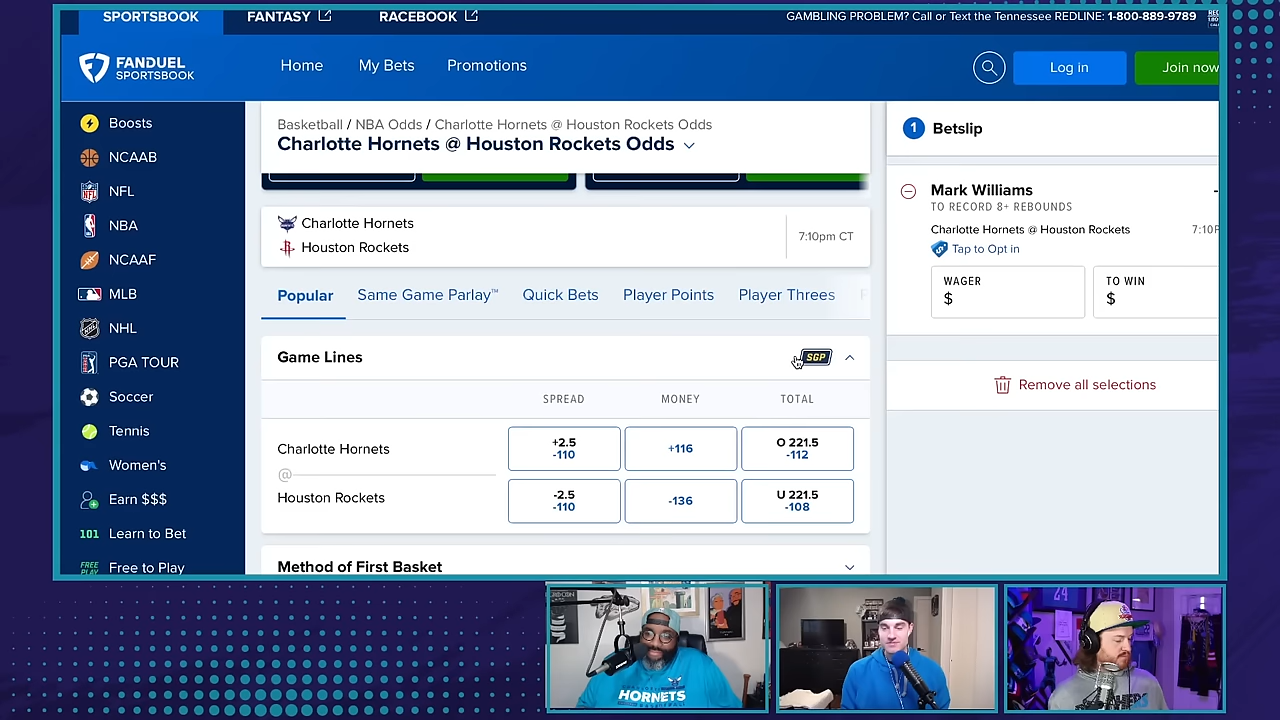 SPORTSBOOK
FANTASY
RACEBOOK
GAMBLING PROBLEM? Call or Text the Tennessee REDLINE: 1-800-889-9789
FANDUEL
SPORTSBOOK
Home
My Bets
Promotions
Log in
Join now
Boosts
NCAAB
NFL
NBA
NCAAF
MLB
NHL
PGA TOUR
Soccer
Tennis
Women's
Earn $$$
101 Learn to Bet
FREE PLAY Free to Play
Basketball / NBA Odds / Charlotte Hornets @ Houston Rockets Odds
Charlotte Hornets @ Houston Rockets Odds
Charlotte Hornets
Houston Rockets
7:10pm CT
Popular
Same Game Parlay™
Quick Bets
Player Points
Player Threes
Game Lines
SGP
SPREAD
MONEY
TOTAL
Charlotte Hornets
+2.5
-110
+116
O 221.5
-112
@
Houston Rockets
-2.5
-110
-136
U 221.5
-108
Method of First Basket
1 Betslip
Mark Williams
TO RECORD 8+ REBOUNDS
Charlotte Hornets @ Houston Rockets
7:10P
Tap to Opt in
WAGER
$
TO WIN
$
Remove all selections
HORNETS
24